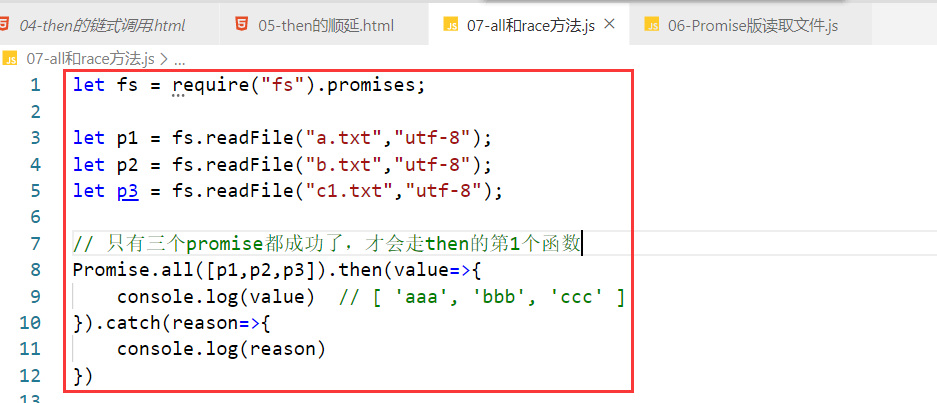 04-then的链式调用.html 05-then的顺延.html JS 07-all和race方法.js × JS 06-Promise版读取文件.js
JS 07-all和race方法.js > ...
1 let fs = require("fs").promises;
2
3 let p1 = fs.readFile("a.txt","utf-8");
4 let p2 = fs.readFile("b.txt","utf-8");
5 let p3 = fs.readFile("c1.txt","utf-8");
6
7 // 只有三个promise都成功了，才会走then的第1个函数
8 Promise.all([p1,p2,p3]).then(value=>{
9 console.log(value) // [ 'aaa', 'bbb', 'ccc' ]
10 }).catch(reason=>{
11 console.log(reason)
12 })
13